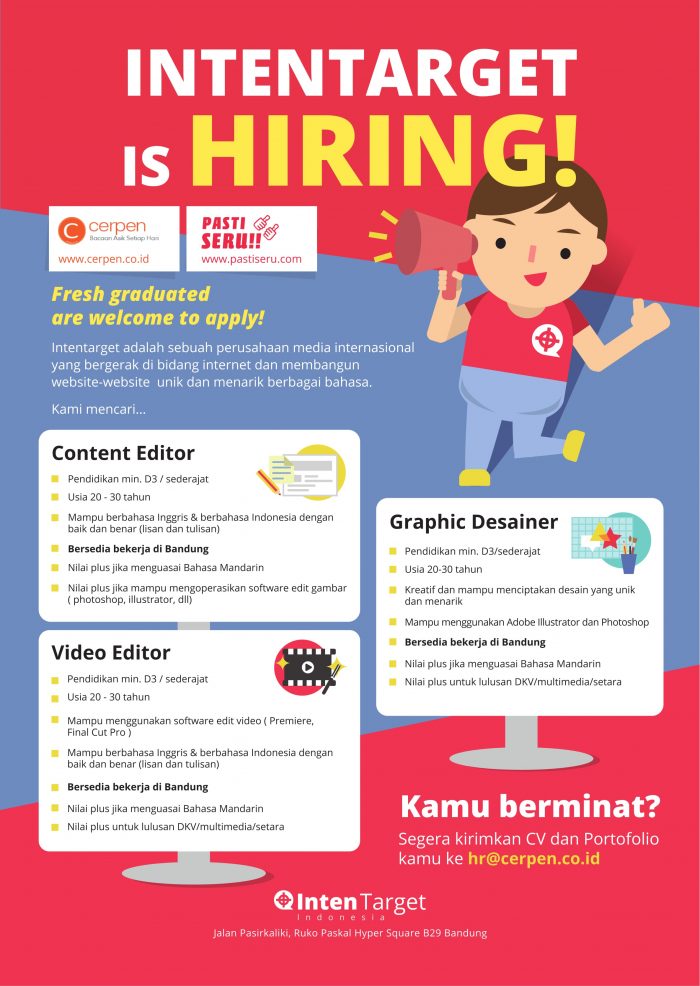 INTENTARGET
IS HIRING!
cerpen
Bacaan Asik Setiap Hari
www.cerpen.co.id
PASTI
SERU!!
www.pastiseru.com
Fresh graduated
are welcome to apply!
Intentarget adalah sebuah perusahaan media internasional
yang bergerak di bidang internet dan membangun
website-website unik dan menarik berbagai bahasa.
Kami mencari...
Content Editor
Pendidikan min. D3 / sederajat
Usia 20 - 30 tahun
Mampu berbahasa Inggris & berbahasa Indonesia dengan
baik dan benar (lisan dan tulisan)
Bersedia bekerja di Bandung
Nilai plus jika menguasai Bahasa Mandarin
Nilai plus jika mampu mengoperasikan software edit gambar
( photoshop, illustrator, dll)
Graphic Desainer
Pendidikan min. D3/sederajat
Usia 20-30 tahun
Kreatif dan mampu menciptakan desain yang unik
dan menarik
Mampu menggunakan Adobe Illustrator dan Photoshop
Bersedia bekerja di Bandung
Nilai plus jika menguasai Bahasa Mandarin
Nilai plus untuk lulusan DKV/multimedia/setara
Video Editor
Pendidikan min. D3 / sederajat
Usia 20 - 30 tahun
Mampu menggunakan software edit video ( Premiere,
Final Cut Pro )
Mampu berbahasa Inggris & berbahasa Indonesia dengan
baik dan benar (lisan dan tulisan)
Bersedia bekerja di Bandung
Nilai plus jika menguasai Bahasa Mandarin
Nilai plus untuk lulusan DKV/multimedia/setara
Kamu berminat?
Segera kirimkan CV dan Portofolio
kamu ke hr@cerpen.co.id
IntenTarget
Indonesia
Jalan Pasirkaliki, Ruko Paskal Hyper Square B29 Bandung